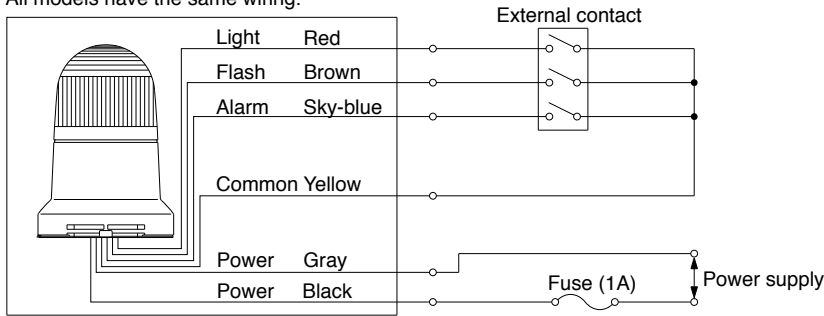 All models have the same wiring.
External contact
Light Red
Flash Brown
Alarm Sky-blue
Common Yellow
Power Gray
Power Black
Fuse (1A)
Power supply